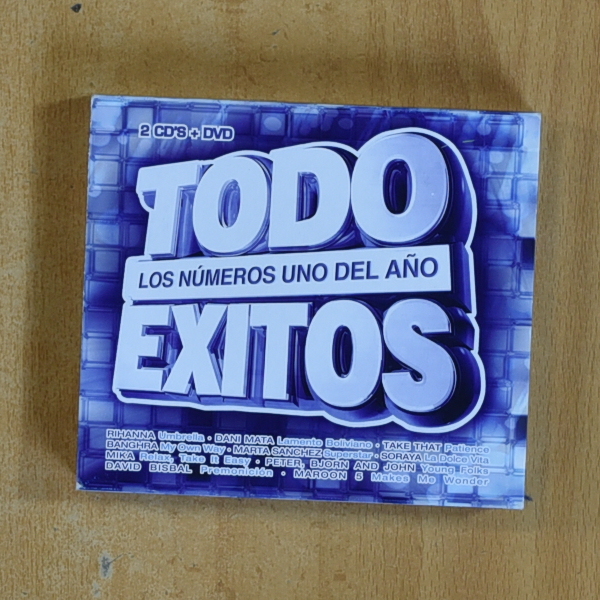 2 CD'S + DVD
TODO
LOS NÚMEROS UNO DEL AÑO
EXITOS
RIHANNA Umbrella · DANI MATA Lamento Boliviano · TAKE THAT Patience
BANGHRA My Own Way · MARTA SANCHEZ Superstar · SORAYA La Dolce Vita
MIKA Relax, Take It Easy · PETER, BJORN AND JOHN Young Folks
DAVID BISBAL Premonición · MAROON 5 Makes Me Wonder